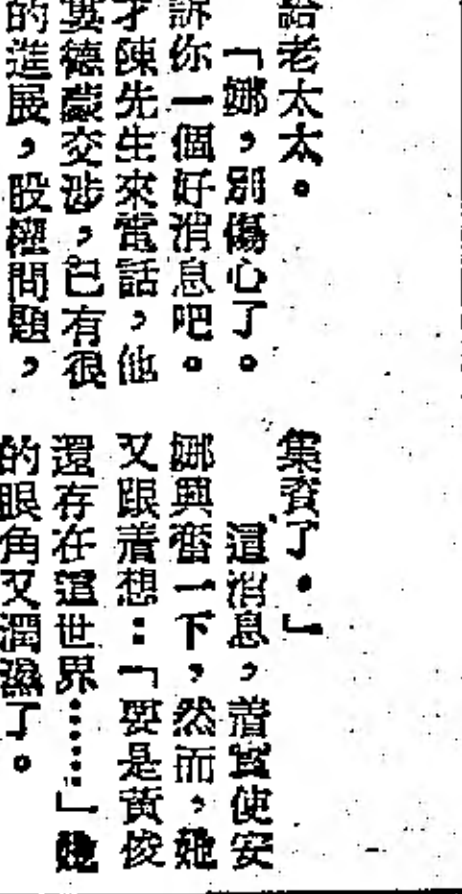 給老太太。
「娜，別傷心了。
訴你一個好消息吧。
才陳先生來電話，他
奠德蒙交涉，已有很
的進展，股權問題，
集資了。」
這消息，着實使安
娜興奮一下，然而，她
又跟着想：「要是黃俊
還存在這世界……」她
的眼角又潤濕了。